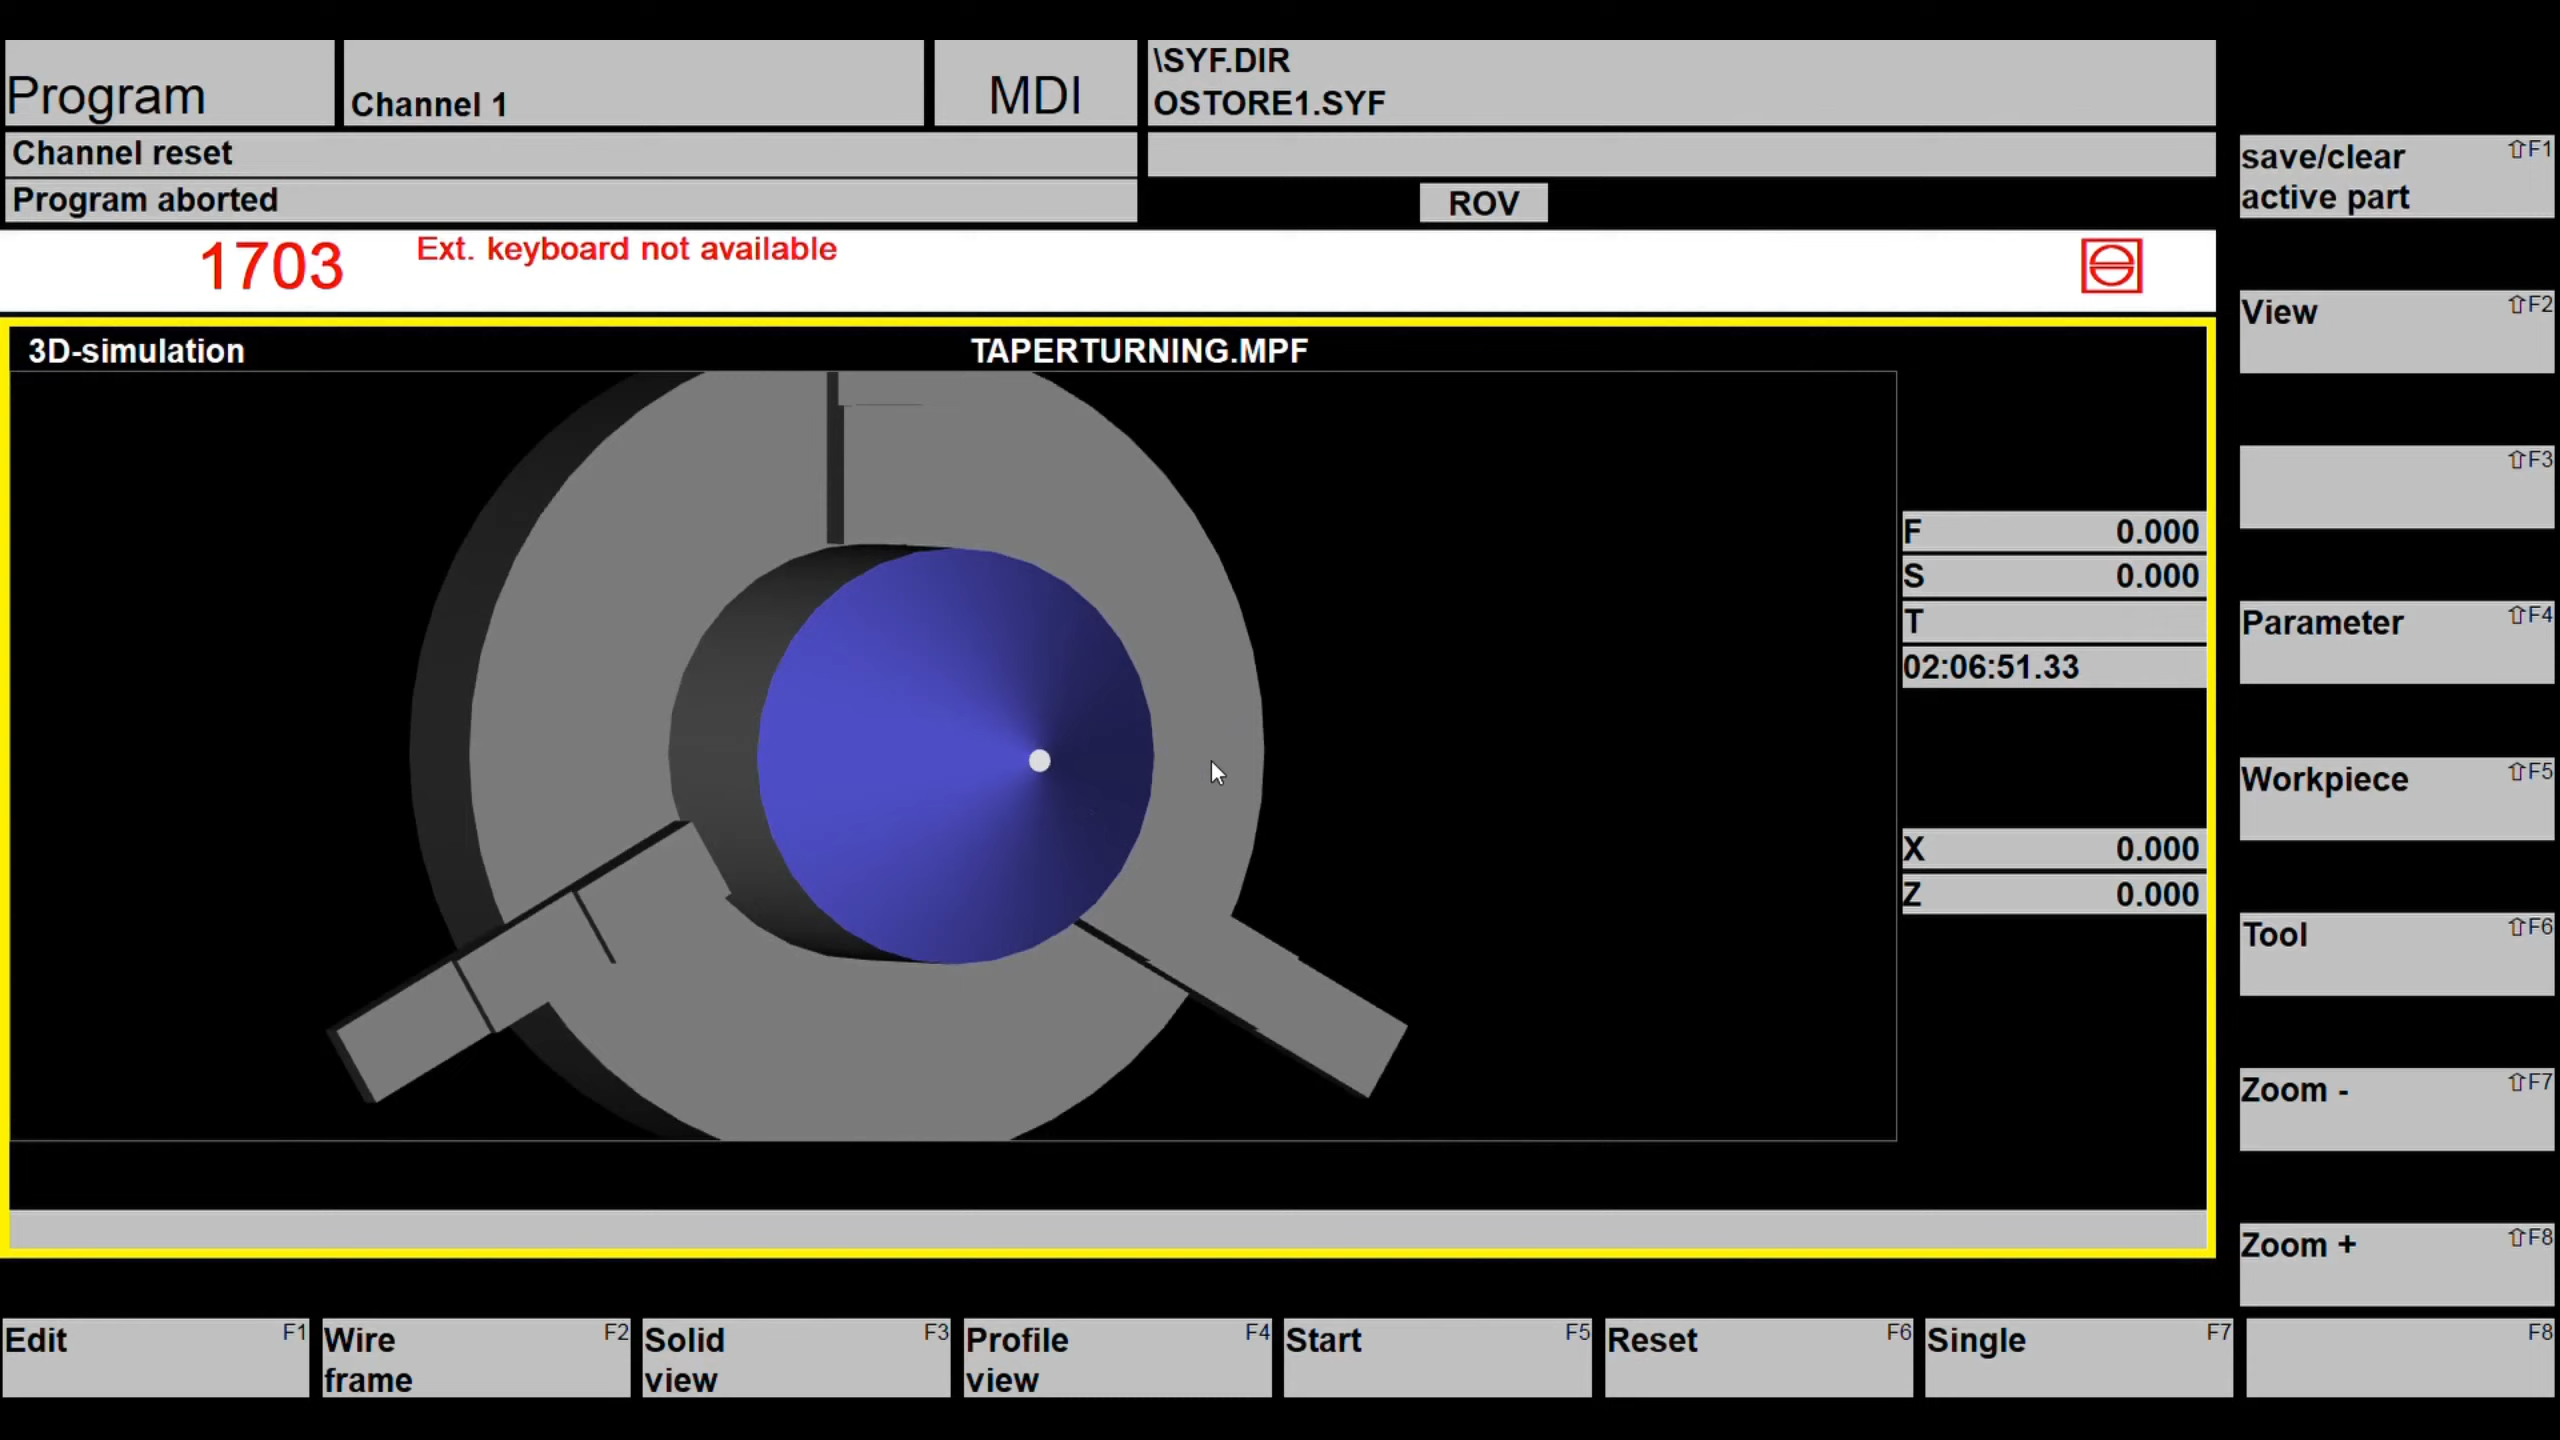 Program
Channel 1
MDI
\SYF.DIR
OSTORE1.SYF
Channel reset
Program aborted
ROV
1703
Ext. keyboard not available
3D-simulation
TAPERTURNING.MPF
F 0.000
S 0.000
T
02:06:51.33
X 0.000
Z 0.000
save/clear ⇧F1
active part
View ⇧F2
⇧F3
Parameter ⇧F4
Workpiece ⇧F5
Tool ⇧F6
Zoom - ⇧F7
Zoom + ⇧F8
Edit F1
Wire F2
frame
Solid F3
view
Profile F4
view
Start F5
Reset F6
Single F7
F8